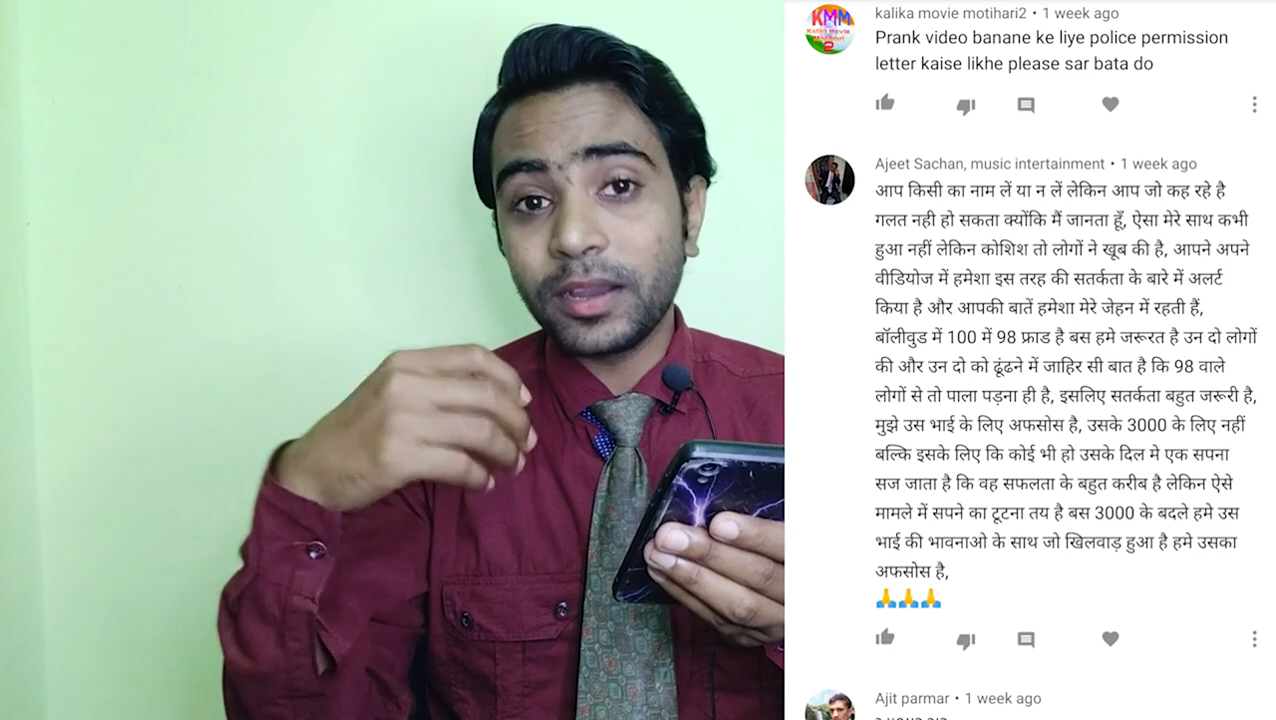 KMM
Kalika Movie
Motihari
2
kalika movie motihari2 • 1 week ago
Prank video banane ke liye police permission
letter kaise likhe please sar bata do
Ajeet Sachan, music intertainment • 1 week ago
आप किसी का नाम लें या न लें लेकिन आप जो कह रहे है
गलत नही हो सकता क्योंकि मैं जानता हूँ, ऐसा मेरे साथ कभी
हुआ नहीं लेकिन कोशिश तो लोगों ने खूब की है, आपने अपने
वीडियोज में हमेशा इस तरह की सतर्कता के बारे में अलर्ट
किया है और आपकी बातें हमेशा मेरे जेहन में रहती हैं,
बॉलीवुड में 100 में 98 फ्राड है बस हमे जरूरत है उन दो लोगों
की और उन दो को ढूंढने में जाहिर सी बात है कि 98 वाले
लोगों से तो पाला पड़ना ही है, इसलिए सतर्कता बहुत जरूरी है,
मुझे उस भाई के लिए अफसोस है, उसके 3000 के लिए नहीं
बल्कि इसके लिए कि कोई भी हो उसके दिल मे एक सपना
सज जाता है कि वह सफलता के बहुत करीब है लेकिन ऐसे
मामले में सपने का टूटना तय है बस 3000 के बदले हमे उस
भाई की भावनाओ के साथ जो खिलवाड़ हुआ है हमे उसका
अफसोस है,
🙏🙏🙏
Ajit parmar • 1 week ago